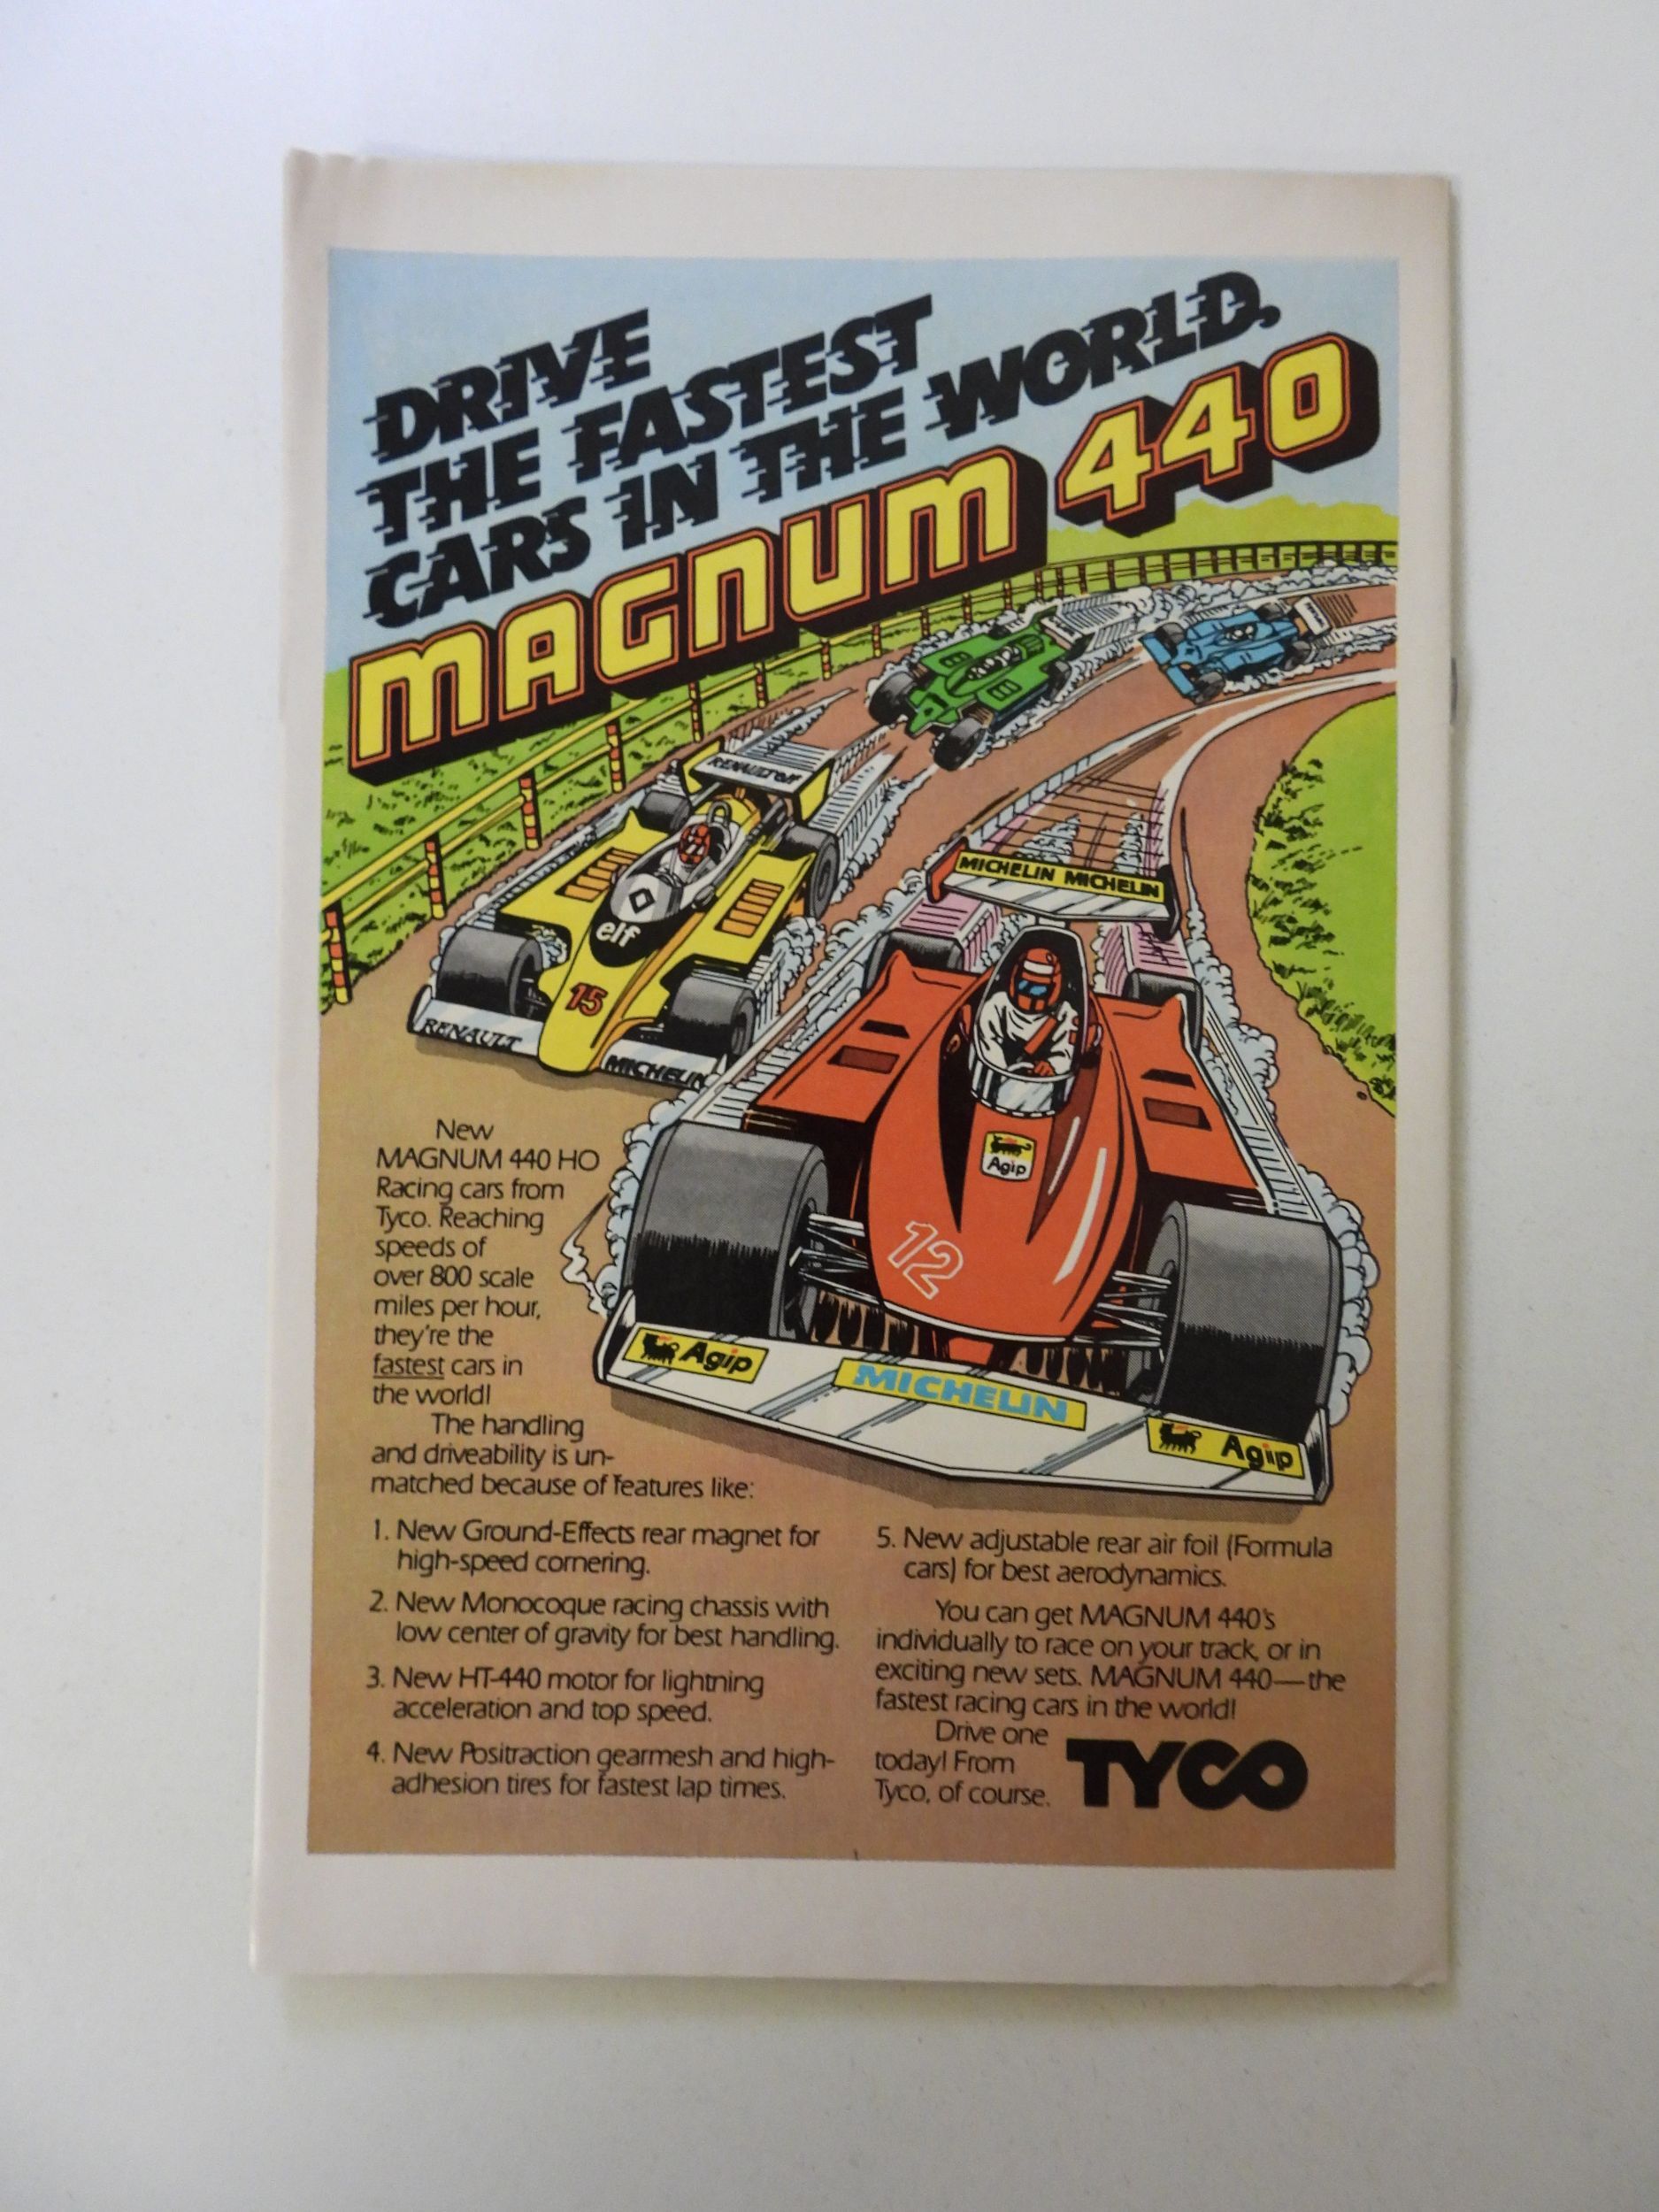 DRIVE
THE FASTEST
CARS IN THE WORLD.
MAGNUM 440
RENAULT elf
elf
15
RENAULT
MICHELIN
MICHELIN MICHELIN
Agip
12
Agip
MICHELIN
Agip
New
MAGNUM 440 HO
Racing cars from
Tyco. Reaching
speeds of
over 800 scale
miles per hour,
they're the
fastest cars in
the world!
The handling
and driveability is un-
matched because of features like:
1. New Ground-Effects rear magnet for
high-speed cornering.
2. New Monocoque racing chassis with
low center of gravity for best handling.
3. New HT-440 motor for lightning
acceleration and top speed.
4. New Positraction gearmesh and high-
adhesion tires for fastest lap times.
5. New adjustable rear air foil (Formula
cars) for best aerodynamics.
You can get MAGNUM 440's
individually to race on your track, or in
exciting new sets. MAGNUM 440—the
fastest racing cars in the world!
Drive one
today! From
Tyco, of course.
TYCO